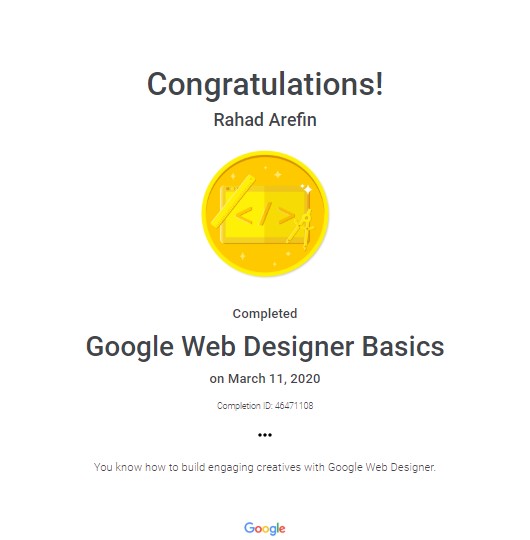 Congratulations!
Rahad Arefin
</>
Completed
Google Web Designer Basics
on March 11, 2020
Completion ID: 46471108
•••
You know how to build engaging creatives with Google Web Designer.
Google